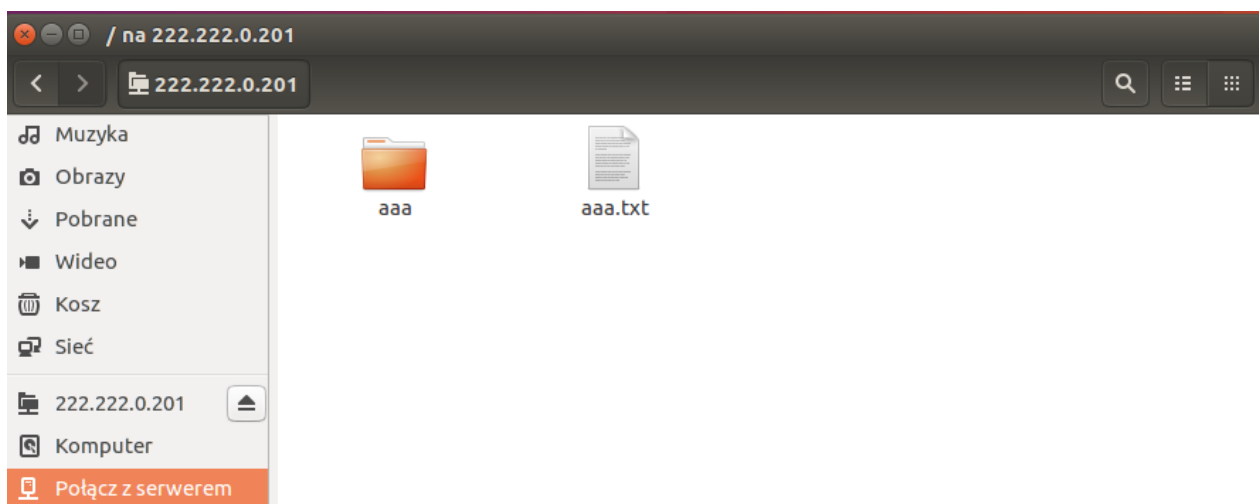 / na 222.222.0.201
222.222.0.201
Muzyka
Obrazy
Pobrane
Wideo
Kosz
Sieć
222.222.0.201
Komputer
Połącz z serwerem
aaa
aaa.txt